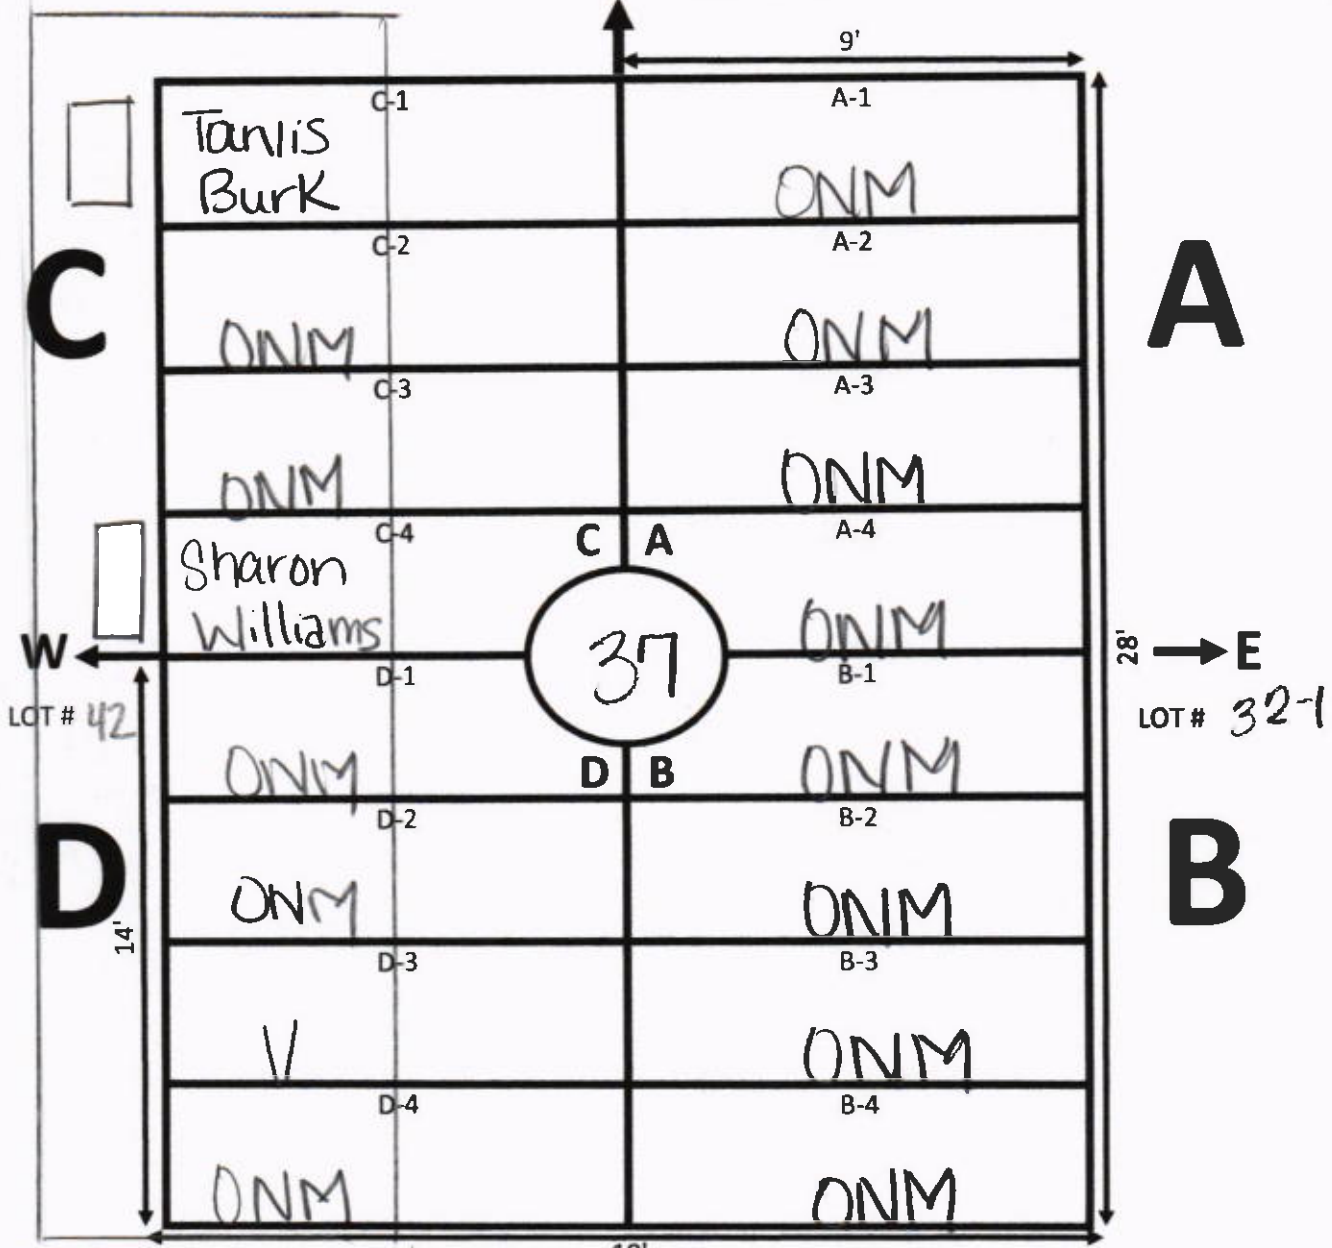 9'
C-1
A-1
Tanlis
Burk
ONM
C-2
A-2
C
A
ONM
ONM
C-3
A-3
ONM
ONM
C-4
C A
A-4
Sharon
Williams
ONM
W
37
28'
E
D-1
B-1
LOT # 42
LOT # 32-1
ONM
D B
ONM
D-2
B-2
D
B
ONM
ONM
14'
D-3
B-3
V
ONM
D-4
B-4
ONM
ONM